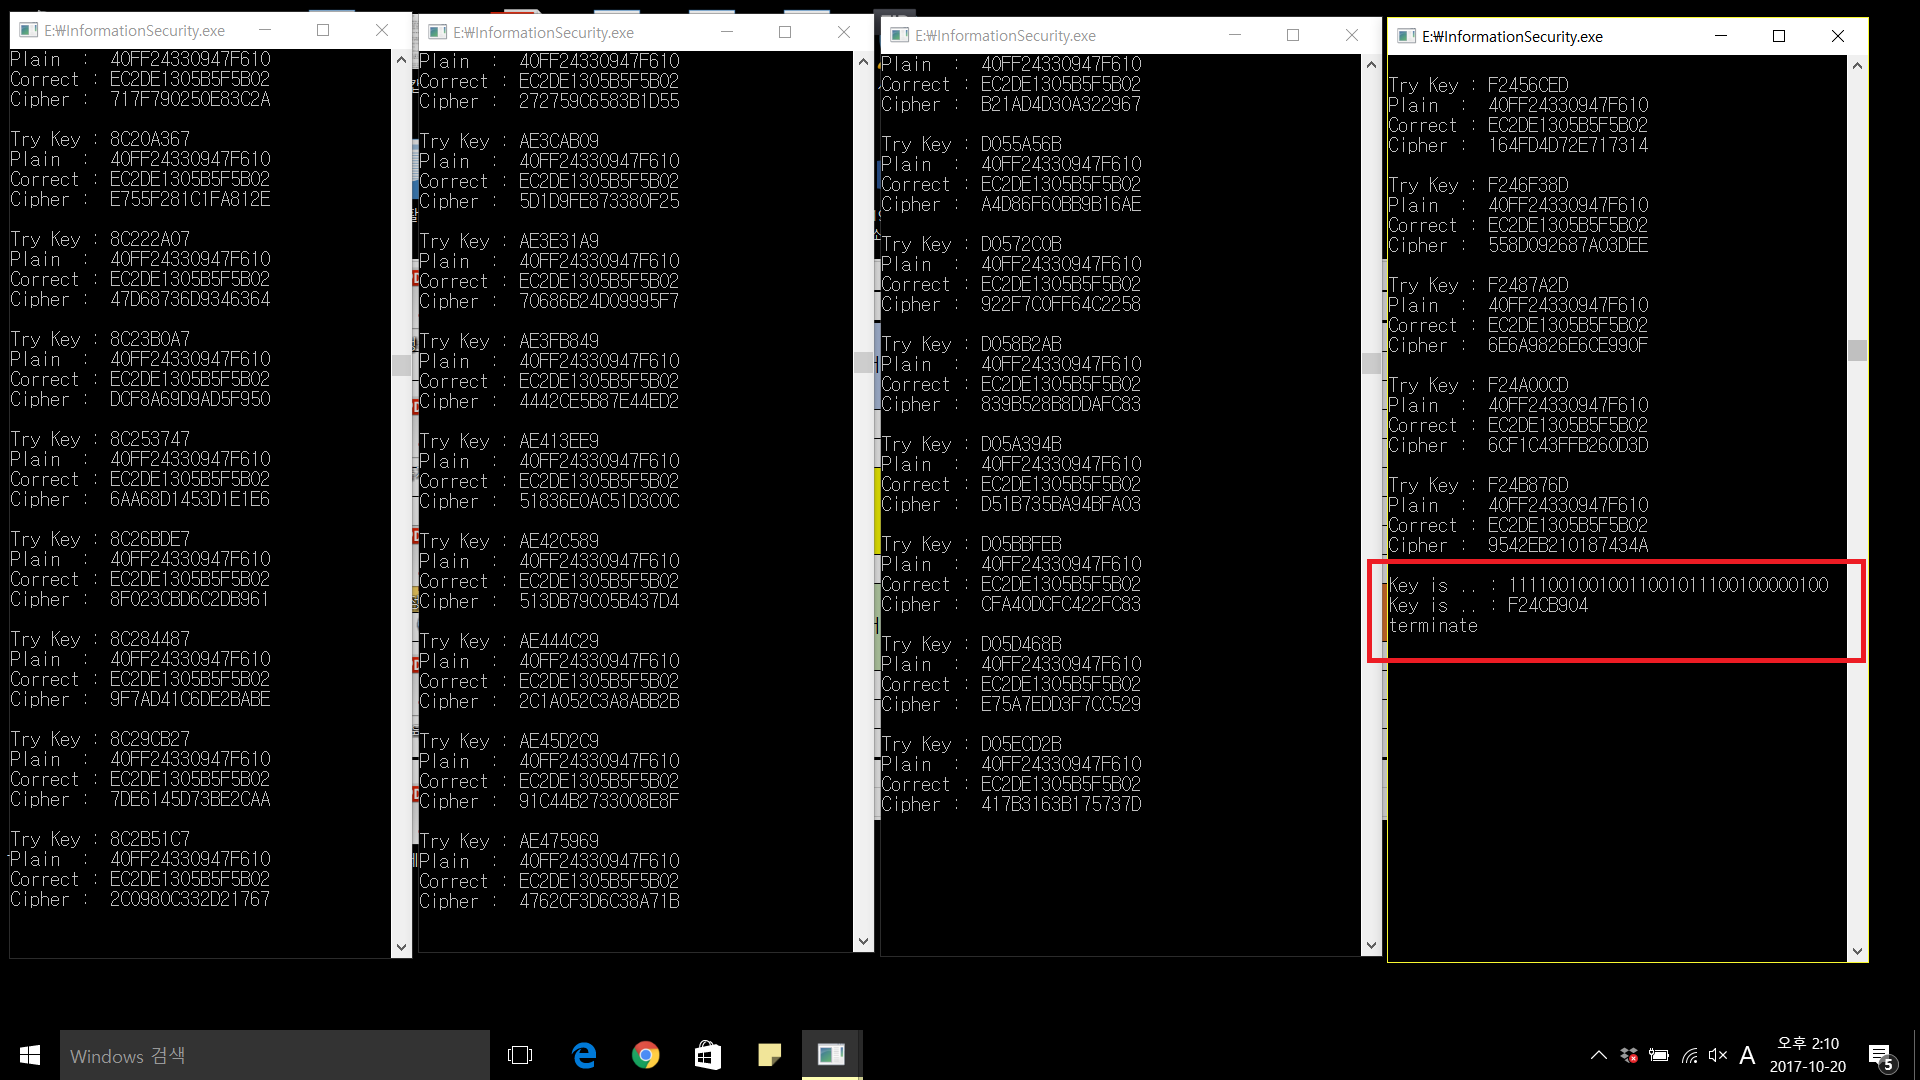 E:₩InformationSecurity.exe
Plain  :  40FF24330947F610
Correct : EC2DE1305B5F5B02
Cipher :  717F790250E83C2A
Try Key : 8C20A367
Plain  :  40FF24330947F610
Correct : EC2DE1305B5F5B02
Cipher :  E755F281C1FA812E
Try Key : 8C222A07
Plain  :  40FF24330947F610
Correct : EC2DE1305B5F5B02
Cipher :  47D68736D9346364
Try Key : 8C23B0A7
Plain  :  40FF24330947F610
Correct : EC2DE1305B5F5B02
Cipher :  DCF8A69D9AD5F950
Try Key : 8C253747
Plain  :  40FF24330947F610
Correct : EC2DE1305B5F5B02
Cipher :  6AA68D1453D1E1E6
Try Key : 8C26BDE7
Plain  :  40FF24330947F610
Correct : EC2DE1305B5F5B02
Cipher :  8F023CBD6C2DB961
Try Key : 8C284487
Plain  :  40FF24330947F610
Correct : EC2DE1305B5F5B02
Cipher :  9F7AD41C6DE2BABE
Try Key : 8C29CB27
Plain  :  40FF24330947F610
Correct : EC2DE1305B5F5B02
Cipher :  7DE6145D73BE2CAA
Try Key : 8C2B51C7
Plain  :  40FF24330947F610
Correct : EC2DE1305B5F5B02
Cipher :  2C0980C332D21767
E:₩InformationSecurity.exe
Plain  :  40FF24330947F610
Correct : EC2DE1305B5F5B02
Cipher :  272759C6583B1D55
Try Key : AE3CAB09
Plain  :  40FF24330947F610
Correct : EC2DE1305B5F5B02
Cipher :  5D1D9FE873380F25
Try Key : AE3E31A9
Plain  :  40FF24330947F610
Correct : EC2DE1305B5F5B02
Cipher :  70686B24D09995F7
Try Key : AE3FB849
Plain  :  40FF24330947F610
Correct : EC2DE1305B5F5B02
Cipher :  4442CE5B87E44ED2
Try Key : AE413EE9
Plain  :  40FF24330947F610
Correct : EC2DE1305B5F5B02
Cipher :  51836E0AC51D3C0C
Try Key : AE42C589
Plain  :  40FF24330947F610
Correct : EC2DE1305B5F5B02
Cipher :  513DB79C05B437D4
Try Key : AE444C29
Plain  :  40FF24330947F610
Correct : EC2DE1305B5F5B02
Cipher :  2C1A052C3A8ABB2B
Try Key : AE45D2C9
Plain  :  40FF24330947F610
Correct : EC2DE1305B5F5B02
Cipher :  91C44B2733008E8F
Try Key : AE475969
Plain  :  40FF24330947F610
Correct : EC2DE1305B5F5B02
Cipher :  4762CF3D6C38A71B
E:₩InformationSecurity.exe
Plain  :  40FF24330947F610
Correct : EC2DE1305B5F5B02
Cipher :  B21AD4D30A322967
Try Key : D055A56B
Plain  :  40FF24330947F610
Correct : EC2DE1305B5F5B02
Cipher :  A4D86F60BB9B16AE
Try Key : D0572C0B
Plain  :  40FF24330947F610
Correct : EC2DE1305B5F5B02
Cipher :  922F7C0FF64C2258
Try Key : D058B2AB
Plain  :  40FF24330947F610
Correct : EC2DE1305B5F5B02
Cipher :  839B528B8DDAFC83
Try Key : D05A394B
Plain  :  40FF24330947F610
Correct : EC2DE1305B5F5B02
Cipher :  D51B735BA94BFA03
Try Key : D05BBFEB
Plain  :  40FF24330947F610
Correct : EC2DE1305B5F5B02
Cipher :  CFA40DCFC422FC83
Try Key : D05D468B
Plain  :  40FF24330947F610
Correct : EC2DE1305B5F5B02
Cipher :  E75A7EDD3F7CC529
Try Key : D05ECD2B
Plain  :  40FF24330947F610
Correct : EC2DE1305B5F5B02
Cipher :  417B3163B175737D
E:₩InformationSecurity.exe
Try Key : F2456CED
Plain  :  40FF24330947F610
Correct : EC2DE1305B5F5B02
Cipher :  164FD4D72E717314
Try Key : F246F38D
Plain  :  40FF24330947F610
Correct : EC2DE1305B5F5B02
Cipher :  558D092687A03DEE
Try Key : F2487A2D
Plain  :  40FF24330947F610
Correct : EC2DE1305B5F5B02
Cipher :  6E6A9826E6CE990F
Try Key : F24A00CD
Plain  :  40FF24330947F610
Correct : EC2DE1305B5F5B02
Cipher :  6CF1C43FFB260D3D
Try Key : F24B876D
Plain  :  40FF24330947F610
Correct : EC2DE1305B5F5B02
Cipher :  9542EB210187434A
Key is .. : 11110010010011001011100100000100
Key is .. : F24CB904
terminate
Windows 검색
A
오후 2:10
2017-10-20
5